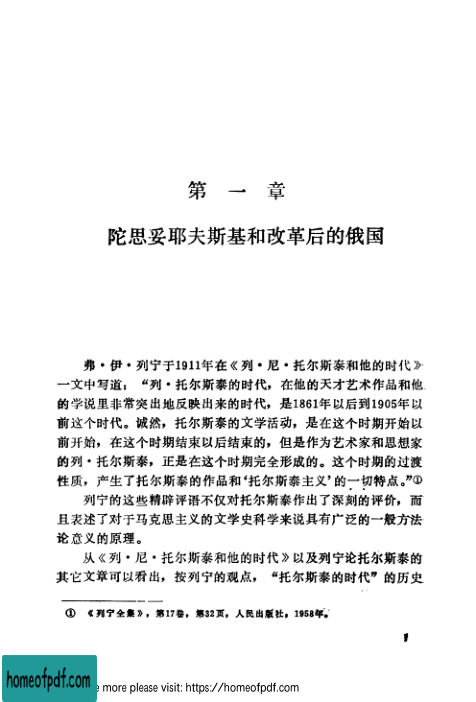 第一章
陀思妥耶夫斯基和改革后的俄国
弗·伊·列宁于1911年在《列·尼·托尔斯泰和他的时代》
一文中写道：“列·托尔斯泰的时代，在他的天才艺术作品和他
的学说里非常突出地反映出来的时代，是1861年以后到1905年以
前这个时代。诚然，托尔斯泰的文学活动，是在这个时期开始以
前开始，在这个时期结束以后结束的，但是作为艺术家和思想家
的列·托尔斯泰，正是在这个时期完全形成的。这个时期的过渡
性质，产生了托尔斯泰的作品和‘托尔斯泰主义’的一切特点。”①
列宁的这些精辟评语不仅对托尔斯泰作出了深刻的评价，而
且表述了对于马克思主义的文学史科学来说具有广泛的一般方法
论意义的原理。
从《列·尼·托尔斯泰和他的时代》以及列宁论托尔斯泰的
其它文章可以看出，按列宁的观点，“托尔斯泰的时代”的历史
① 《列宁全集》，第17卷，第32页，人民出版社，1958年。
1
homeofpdf.com
e more please visit: https://homeofpdf.com